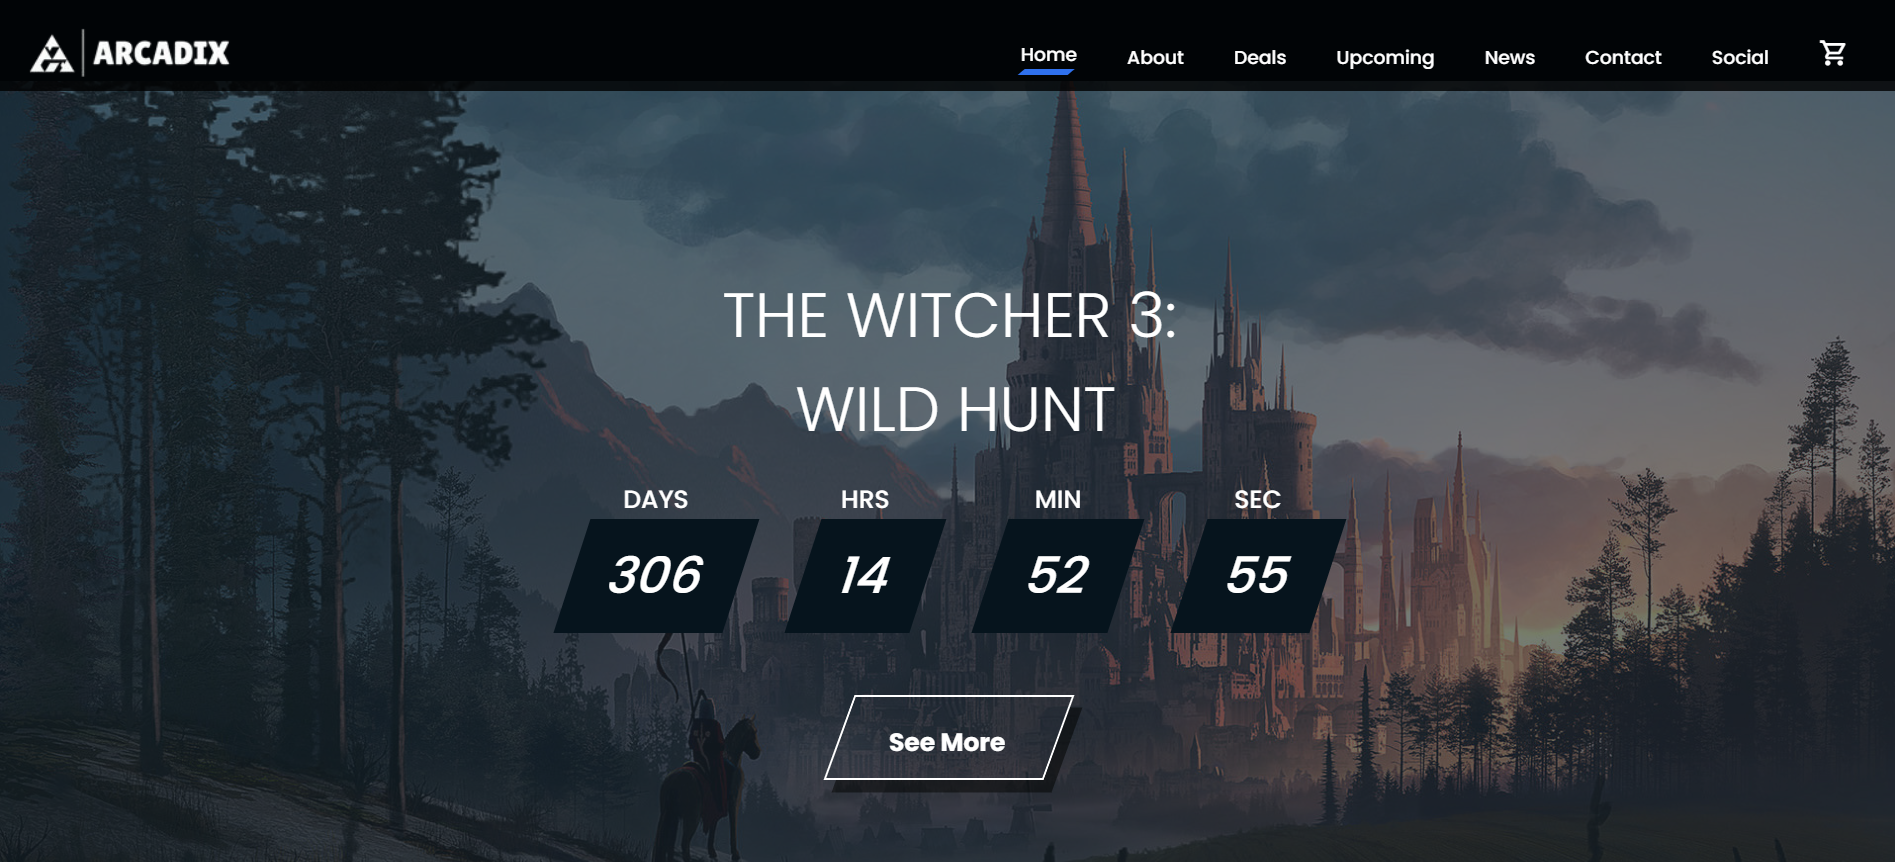 ARCADIX
Home About Deals Upcoming News Contact Social
THE WITCHER 3:
WILD HUNT
DAYS HRS MIN SEC
306 14 52 55
See More